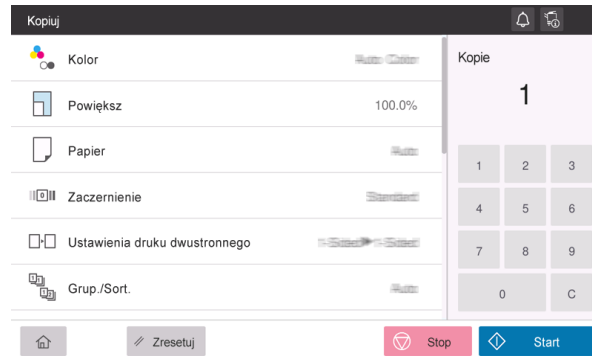 Kopiuj
Kolor
Powiększ 100.0%
Papier
Zaczernienie
Ustawienia druku dwustronnego
Grup./Sort.
Zresetuj
Stop
Start
Kopie
1
1 2 3
4 5 6
7 8 9
0 C